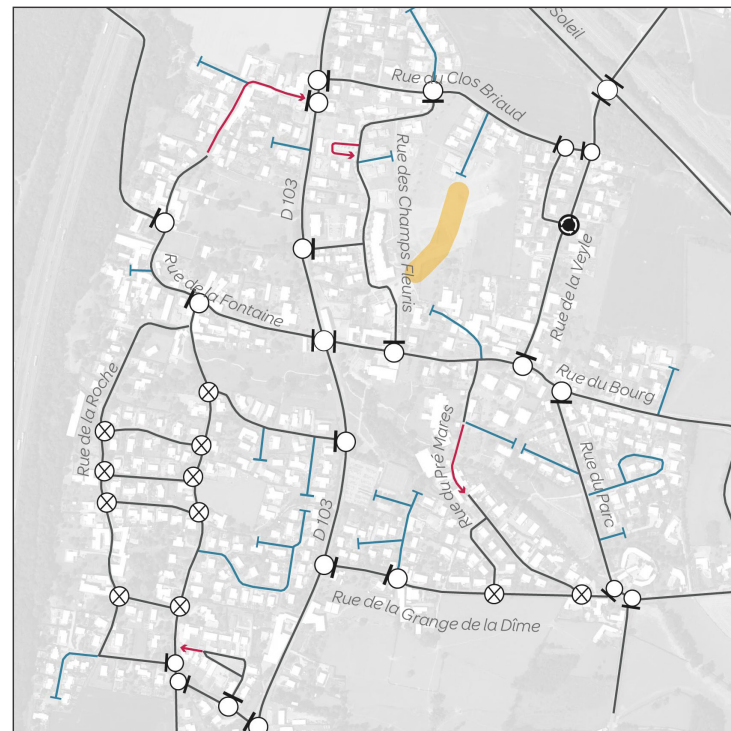 Soleil
Rue du Clos Briaud
Rue des Champs Fleuris
D 103
Rue de la Veyle
Rue de la Fontaine
Rue du Bourg
Rue de la Roche
Rue du Pré Mares
Rue du Parc
D 103
Rue de la Grange de la Dîme